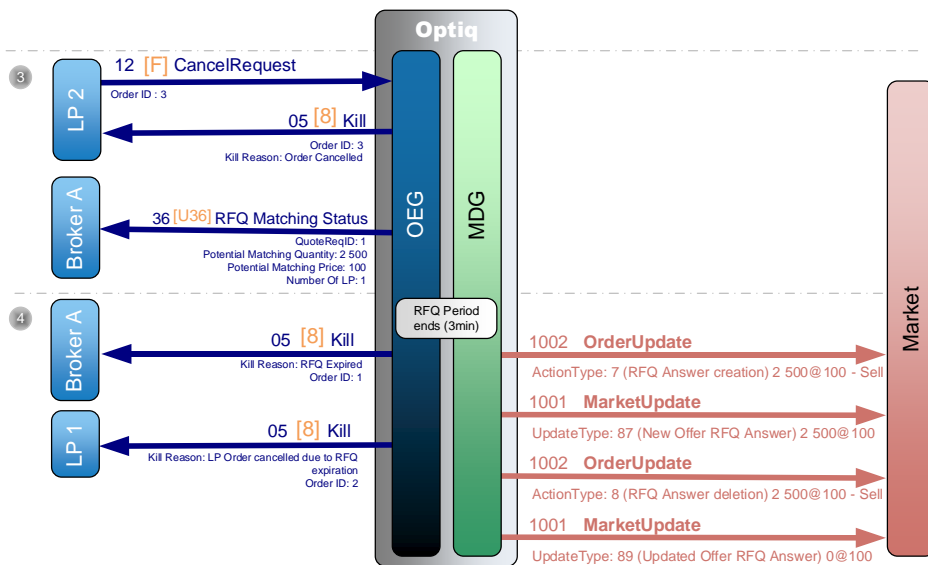 Optiq
3
LP 2
12 [F] CancelRequest
Order ID : 3
05 [8] Kill
Order ID: 3
Kill Reason: Order Cancelled
Broker A
36 [U36] RFQ Matching Status
QuoteReqID: 1
Potential Matching Quantity: 2 500
Potential Matching Price: 100
Number Of LP: 1
OEG
MDG
Market
4
RFQ Period
ends (3min)
Broker A
05 [8] Kill
Kill Reason: RFQ Expired
Order ID: 1
LP 1
05 [8] Kill
Kill Reason: LP Order cancelled due to RFQ
expiration
Order ID: 2
1002 OrderUpdate
ActionType: 7 (RFQ Answer creation) 2 500@100 - Sell
1001 MarketUpdate
UpdateType: 87 (New Offer RFQ Answer) 2 500@100
1002 OrderUpdate
ActionType: 8 (RFQ Answer deletion) 2 500@100 - Sell
1001 MarketUpdate
UpdateType: 89 (Updated Offer RFQ Answer) 0@100